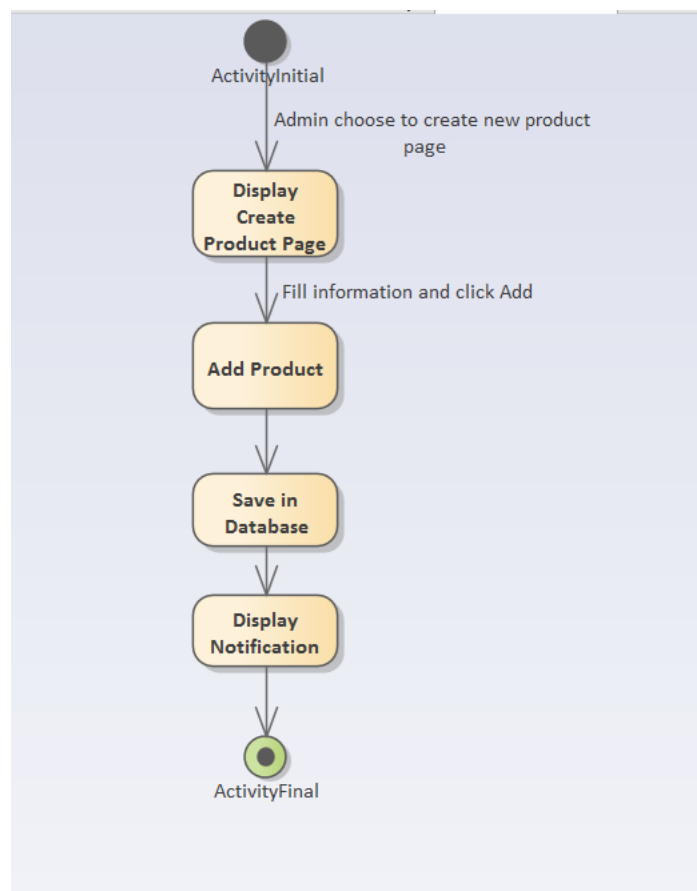 ActivityInitial
Admin choose to create new product
page
Display
Create
Product Page
Fill information and click Add
Add Product
Save in
Database
Display
Notification
ActivityFinal